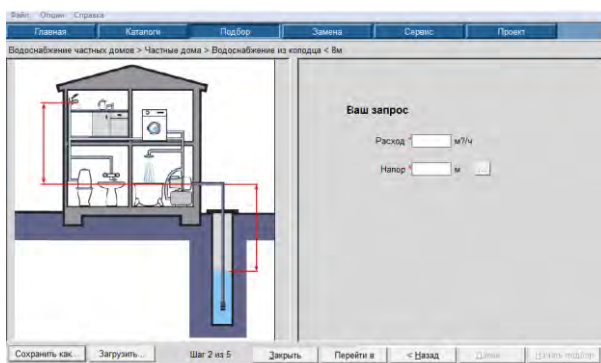 Файл Опции Справка
Главная Каталоги Подбор Замена Сервис Проект
Водоснабжение частных домов > Частные дома > Водоснабжение из колодца < 8м
Ваш запрос
Расход * м?/ч
Напор * м ...
Сохранить как... Загрузить... Шаг 2 из 5 Закрыть Перейти в < Назад Далее Начать подбор